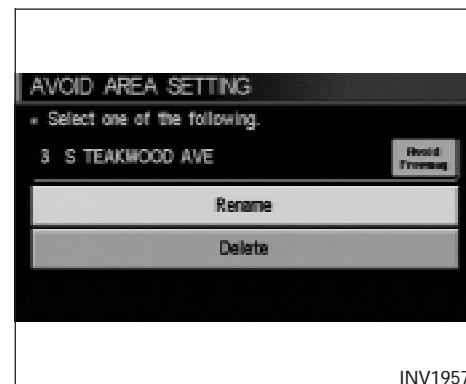 AVOID AREA SETTING
Select one of the following.
3 S TEAKWOOD AVE
Avoid
Freeway
Rename
Delete
INV1957